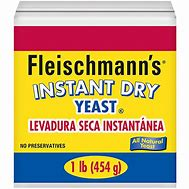 Fleischmann's
INSTANT DRY
YEAST®
LEVADURA SECA INSTANTÁNEA
NO PRESERVATIVES
All Natural
Yeast
1 lb (454 g)